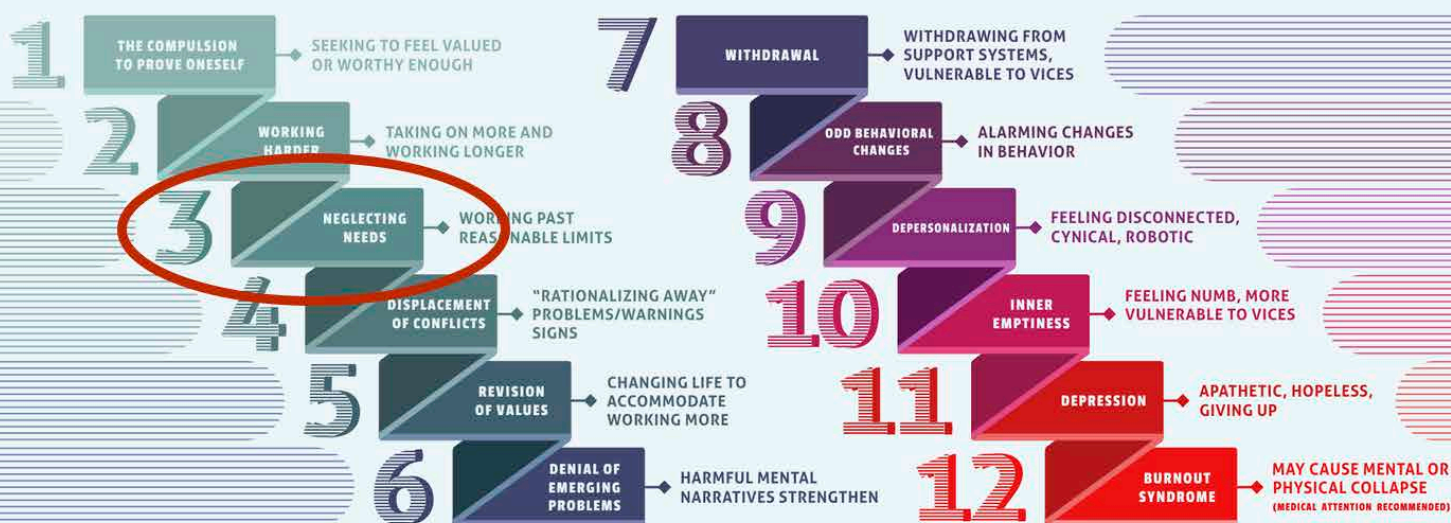 1
THE COMPULSION
TO PROVE ONESELF
SEEKING TO FEEL VALUED
OR WORTHY ENOUGH
2
WORKING
HARDER
TAKING ON MORE AND
WORKING LONGER
3
NEGLECTING
NEEDS
WORKING PAST
REASONABLE LIMITS
4
DISPLACEMENT
OF CONFLICTS
"RATIONALIZING AWAY"
PROBLEMS/WARNINGS
SIGNS
5
REVISION
OF VALUES
CHANGING LIFE TO
ACCOMMODATE
WORKING MORE
6
DENIAL OF
EMERGING
PROBLEMS
HARMFUL MENTAL
NARRATIVES STRENGTHEN
7
WITHDRAWAL
WITHDRAWING FROM
SUPPORT SYSTEMS,
VULNERABLE TO VICES
8
ODD BEHAVIORAL
CHANGES
ALARMING CHANGES
IN BEHAVIOR
9
DEPERSONALIZATION
FEELING DISCONNECTED,
CYNICAL, ROBOTIC
10
INNER
EMPTINESS
FEELING NUMB, MORE
VULNERABLE TO VICES
11
DEPRESSION
APATHETIC, HOPELESS,
GIVING UP
12
BURNOUT
SYNDROME
MAY CAUSE MENTAL OR
PHYSICAL COLLAPSE
(MEDICAL ATTENTION RECOMMENDED)